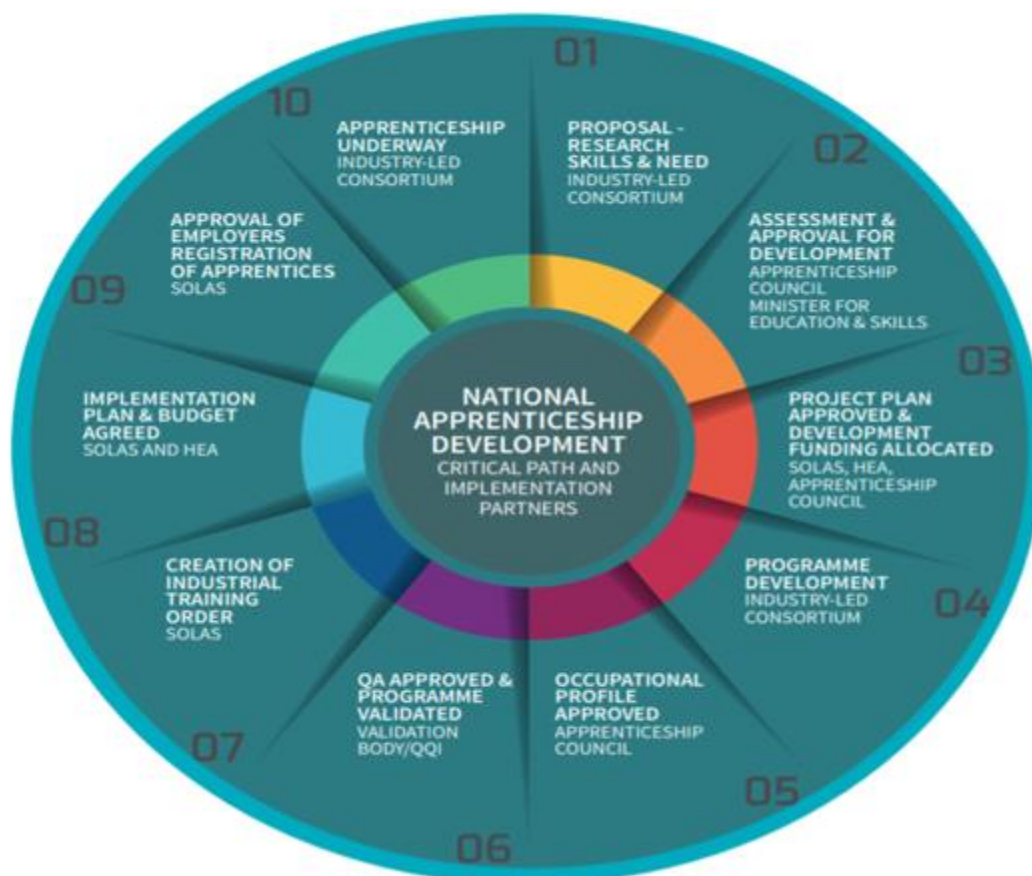 NATIONAL
APPRENTICESHIP
DEVELOPMENT
CRITICAL PATH AND
IMPLEMENTATION
PARTNERS
01
PROPOSAL -
RESEARCH
SKILLS & NEED
INDUSTRY-LED
CONSORTIUM
02
ASSESSMENT &
APPROVAL FOR
DEVELOPMENT
APPRENTICESHIP
COUNCIL
MINISTER FOR
EDUCATION & SKILLS
03
PROJECT PLAN
APPROVED &
DEVELOPMENT
FUNDING ALLOCATED
SOLAS, HEA,
APPRENTICESHIP
COUNCIL
04
PROGRAMME
DEVELOPMENT
INDUSTRY-LED
CONSORTIUM
05
OCCUPATIONAL
PROFILE
APPROVED
APPRENTICESHIP
COUNCIL
06
QA APPROVED &
PROGRAMME
VALIDATED
VALIDATION
BODY/QQI
07
CREATION OF
INDUSTRIAL
TRAINING
ORDER
SOLAS
08
IMPLEMENTATION
PLAN & BUDGET
AGREED
SOLAS AND HEA
09
APPROVAL OF
EMPLOYERS
REGISTRATION
OF APPRENTICES
SOLAS
10
APPRENTICESHIP
UNDERWAY
INDUSTRY-LED
CONSORTIUM